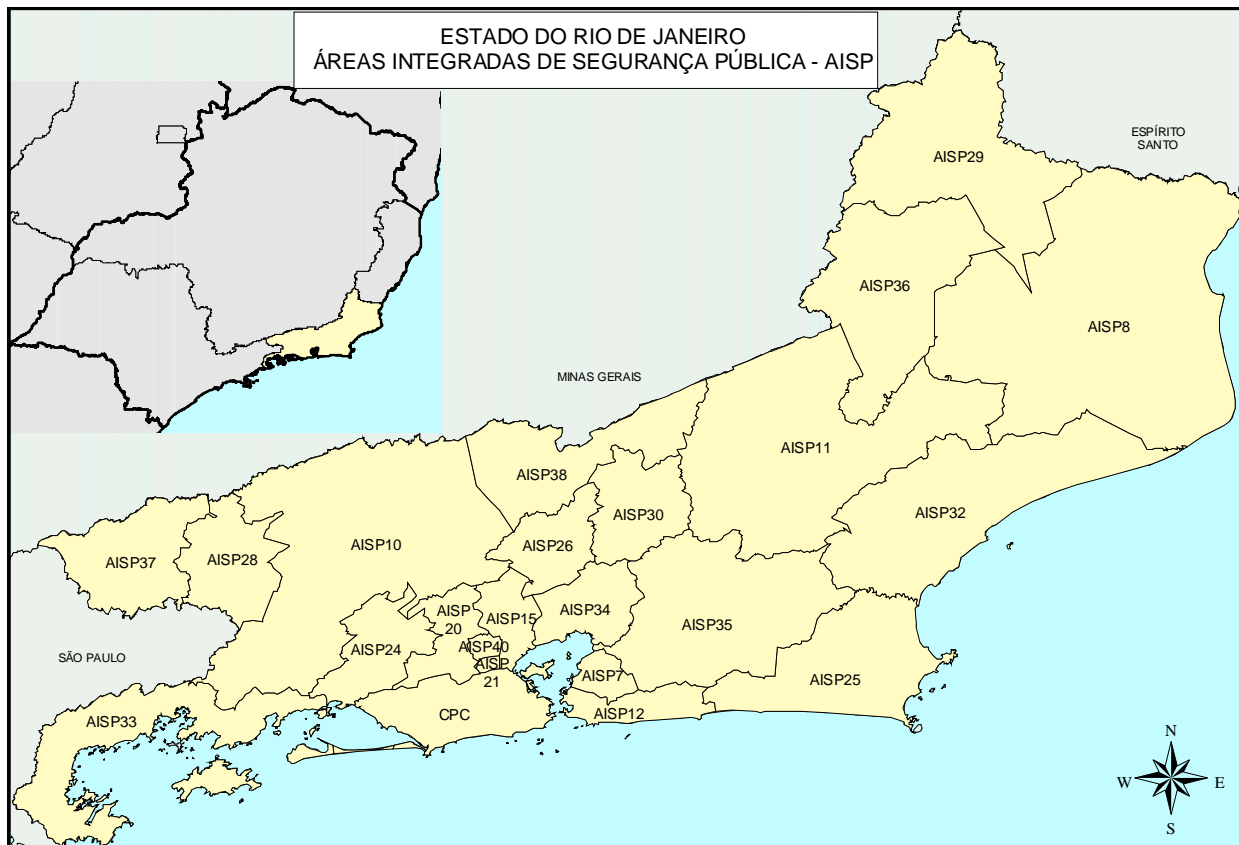 ESTADO DO RIO DE JANEIRO
ÁREAS INTEGRADAS DE SEGURANÇA PÚBLICA - AISP
ESPÍRITO
SANTO
AISP29
AISP36
AISP8
MINAS GERAIS
AISP11
AISP38
AISP30
AISP32
AISP26
AISP10
AISP37
AISP28
AISP
20
AISP15
AISP34
AISP35
AISP40
AISP24
AISP
21
SÃO PAULO
AISP7
AISP25
AISP33
CPC
AISP12
N
W
E
S